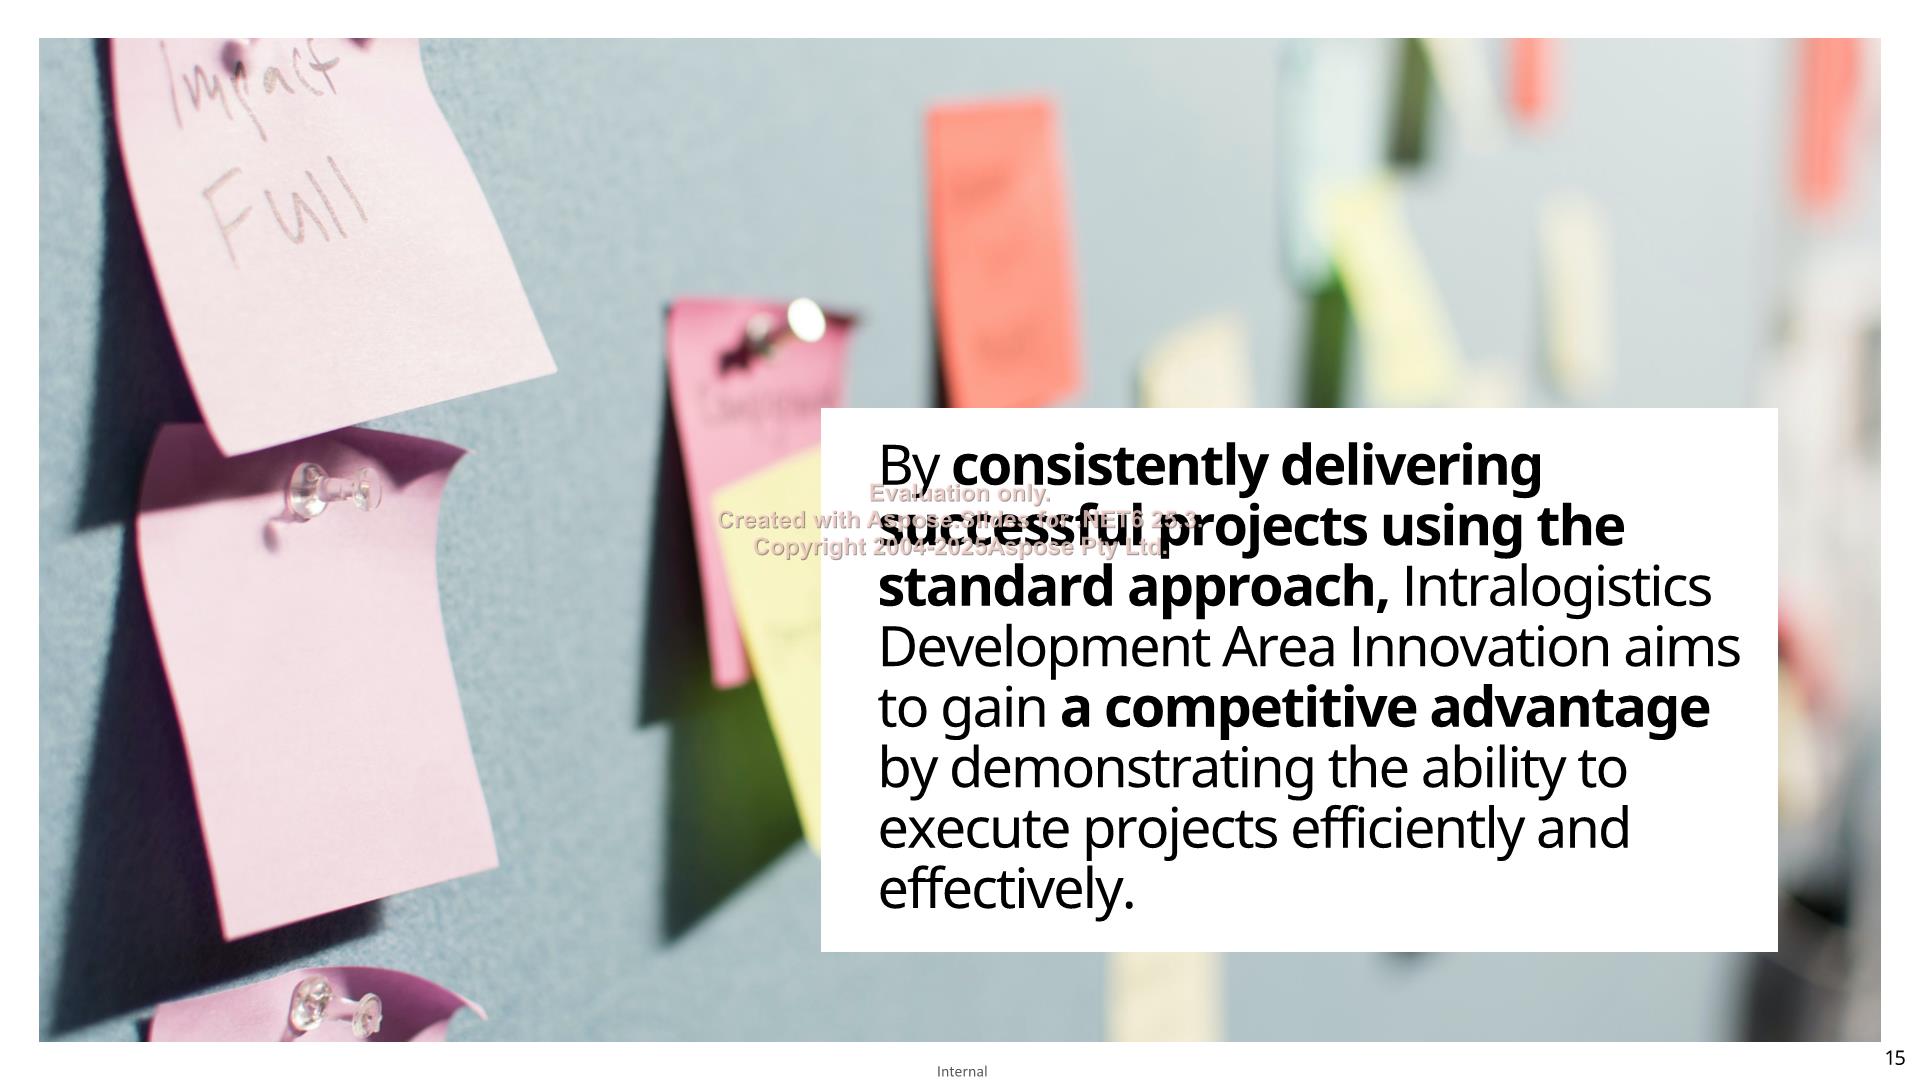 Impact
Full
By consistently delivering
successful projects using the
standard approach, Intralogistics
Development Area Innovation aims
to gain a competitive advantage
by demonstrating the ability to
execute projects efficiently and
effectively.
Evaluation only.
Created with Aspose.Slides for .NET6 25.3.
Copyright 2004-2025Aspose Pty Ltd.
Internal
15